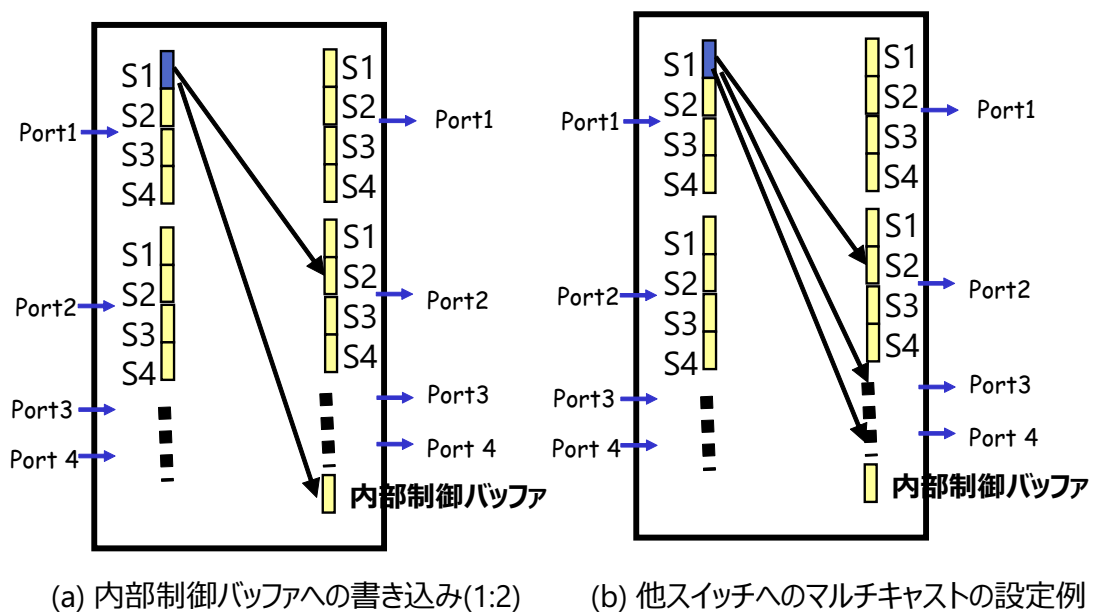 S1
S2
S3
S4
Port1
S1
S2
S3
S4
Port2
Port3
Port 4
S1
S2
S3
S4
Port1
S1
S2
S3
S4
Port2
Port3
Port 4
内部制御バッファ
(a) 内部制御バッファへの書き込み(1:2)
S1
S2
S3
S4
Port1
S1
S2
S3
S4
Port2
Port3
Port 4
S1
S2
S3
S4
Port1
S1
S2
S3
S4
Port2
Port3
Port 4
内部制御バッファ
(b) 他スイッチへのマルチキャストの設定例